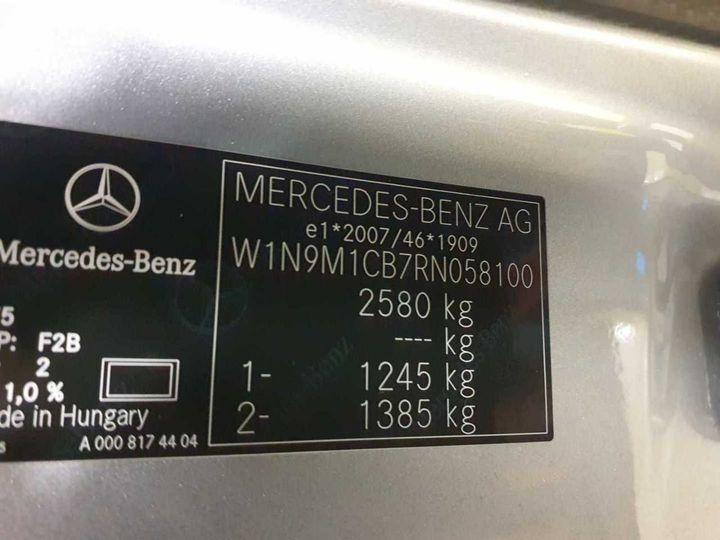 Mercedes-Benz
5
P: F2B
2
1,0 %
de in Hungary
s
A 000 817 44 04
MERCEDES-BENZ AG
e1*2007/46*1909
W1N9M1CB7RN058100
2580 kg
---- kg
1- 1245 kg
2- 1385 kg